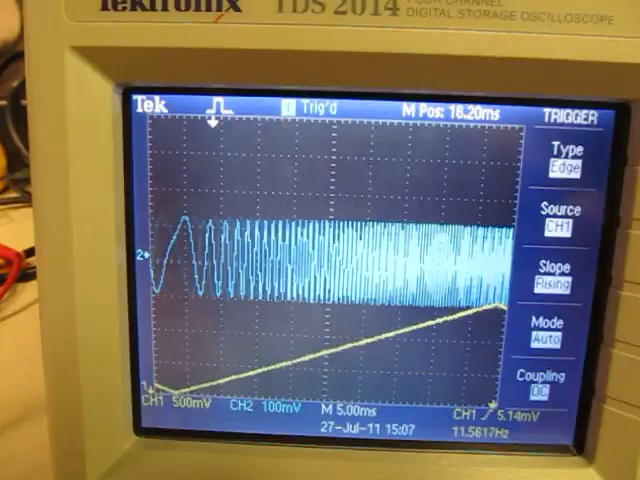 Tektronix TDS 2014 FOUR CHANNEL
DIGITAL STORAGE OSCILLOSCOPE
Tek Trig'd M Pos: 16.20ms TRIGGER
Type
Edge
Source
CH1
Slope
Rising
Mode
Auto
Coupling
DC
2
1
CH1 500mV CH2 100mV M 5.00ms CH1 5.14mV
27-Jul-11 15:07 11.5617Hz